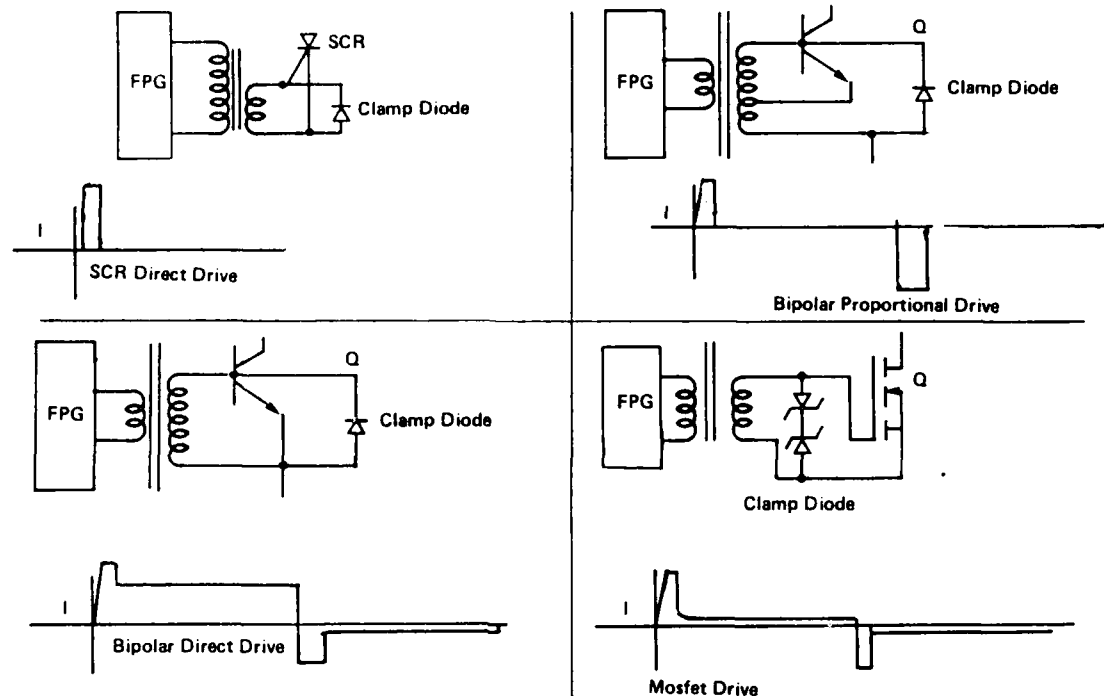 FPG
SCR
Clamp Diode
I
SCR Direct Drive
FPG
Q
Clamp Diode
I
Bipolar Proportional Drive
FPG
Q
Clamp Diode
I
Bipolar Direct Drive
FPG
Q
Clamp Diode
I
Mosfet Drive